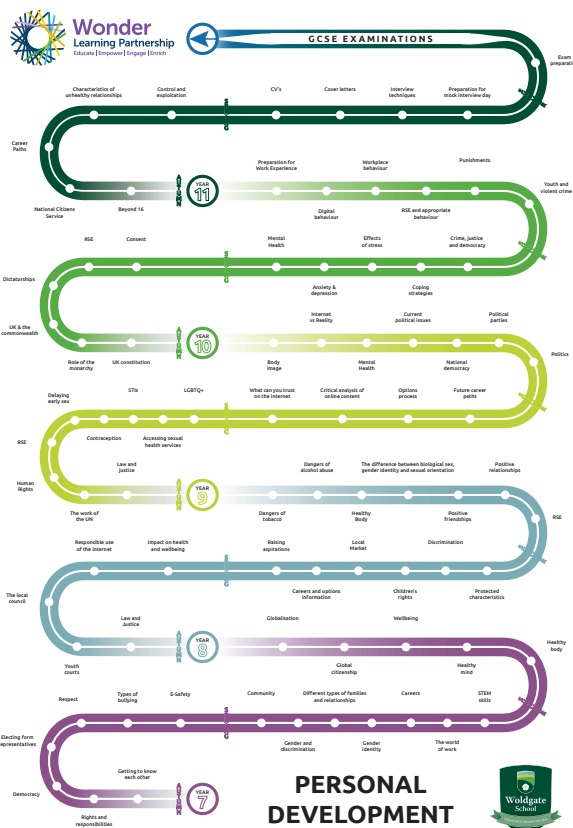 Wonder
Learning Partnership
Educate | Empower | Engage | Enrich
GCSE EXAMINATIONS
Exam
preparati
Characteristics of
unhealthy relationships
Control and
exploitation
CV's
Cover letters
Interview
techniques
Preparation for
mock interview day
Career
Paths
National Citizens
Service
Beyond 16
AUTUMN
YEAR
11
Preparation for
Work Experience
Digital
behaviour
Workplace
behaviour
RSE and appropriate
behaviour
Punishments
Youth and
violent crime
RSE
Consent
Mental
Health
Anxiety &
depression
Effects
of stress
Coping
strategies
Crime, justice
and democracy
Dictatorships
UK & the
commonwealth
Role of the
monarchy
UK constitution
AUTUMN
YEAR
10
Body
image
Internet
vs Reality
Mental
Health
Current
political issues
National
democracy
Political
parties
Politics
Delaying
early sex
Contraception
STIs
Accessing sexual
health services
LGBTQ+
What can you trust
on the internet
Critical analysis of
online content
Options
process
Future career
paths
RSE
Human
Rights
The work of
the UN
Law and
justice
AUTUMN
YEAR
9
Dangers of
tobacco
Dangers of
alcohol abuse
Healthy
Body
The difference between biological sex,
gender identity and sexual orientation
Positive
friendships
Positive
relationships
RSE
Responsible use
of the internet
Impact on health
and wellbeing
Raising
aspirations
Careers and options
information
Local
Market
Children's
rights
Discrimination
Protected
characteristics
The local
council
Youth
courts
Law and
Justice
AUTUMN
YEAR
8
Globalisation
Global
citizenship
Wellbeing
Healthy
mind
Healthy
body
Respect
Types of
bullying
E-Safety
Community
Gender and
discrimination
Different types of families
and relationships
Gender
identity
Careers
The world
of work
STEM
skills
Electing form
epresentatives
Democracy
Rights and
responsibilities
Getting to know
each other
AUTUMN
YEAR
7
PERSONAL
DEVELOPMENT
Woldgate
School